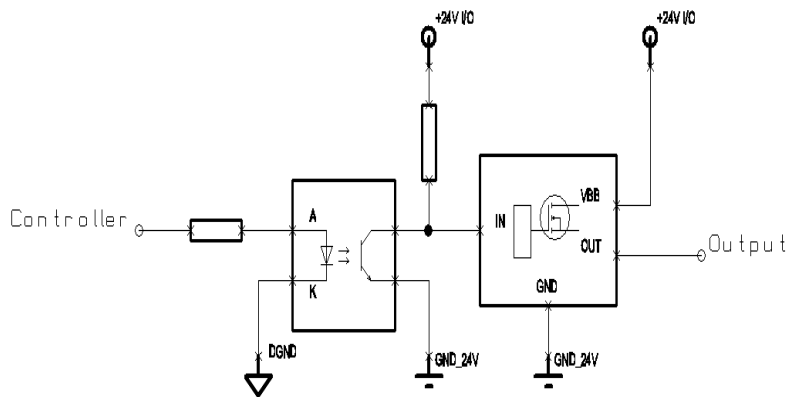 +24V I/O
+24V I/O
Controller
A
K
IN
VBB
OUT
GND
Output
DGND
GND_24V
GND_24V